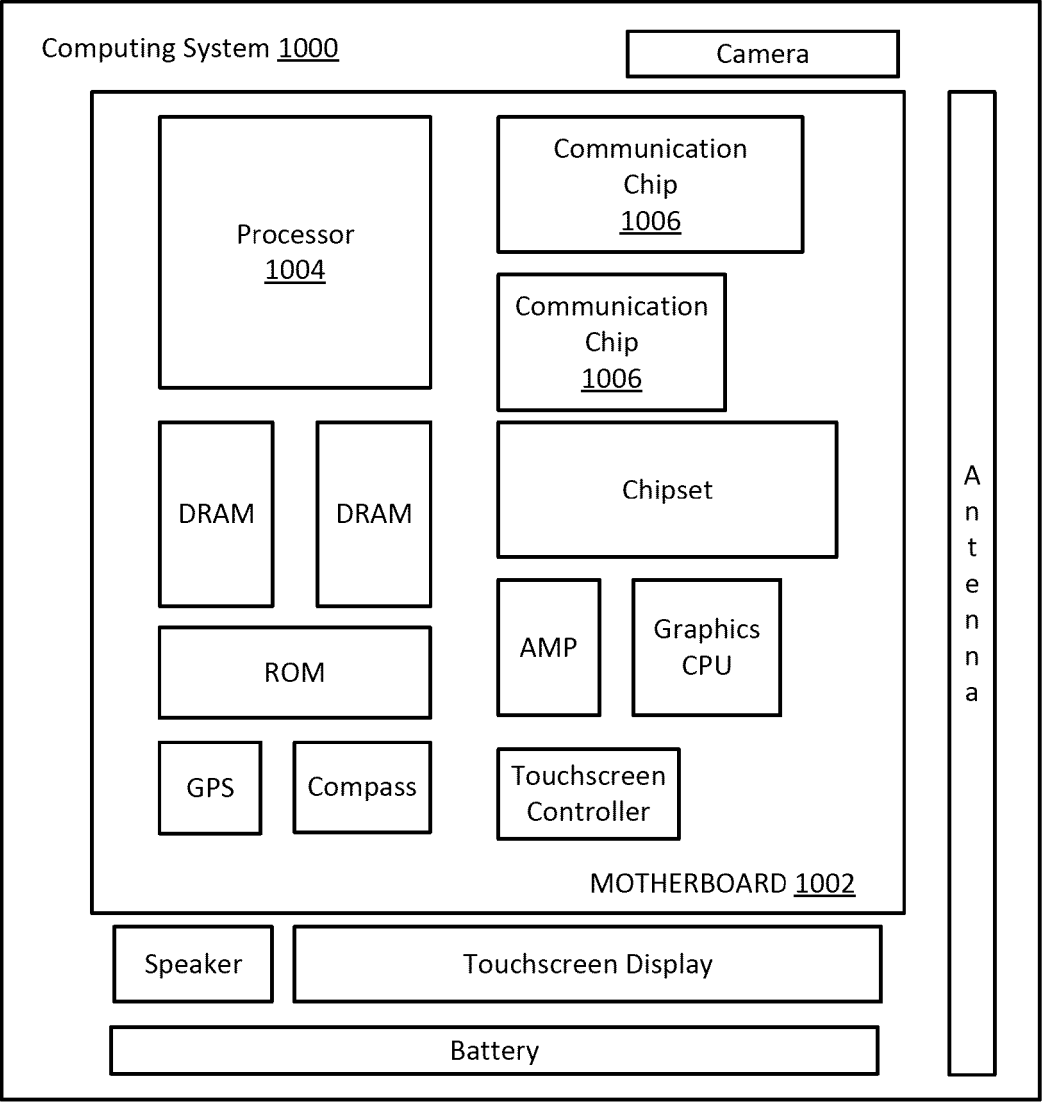 Computing System 1000
Camera
Processor
1004
Communication
Chip
1006
Communication
Chip
1006
DRAM
DRAM
Chipset
ROM
AMP
Graphics
CPU
GPS
Compass
Touchscreen
Controller
MOTHERBOARD 1002
Antenna
Speaker
Touchscreen Display
Battery